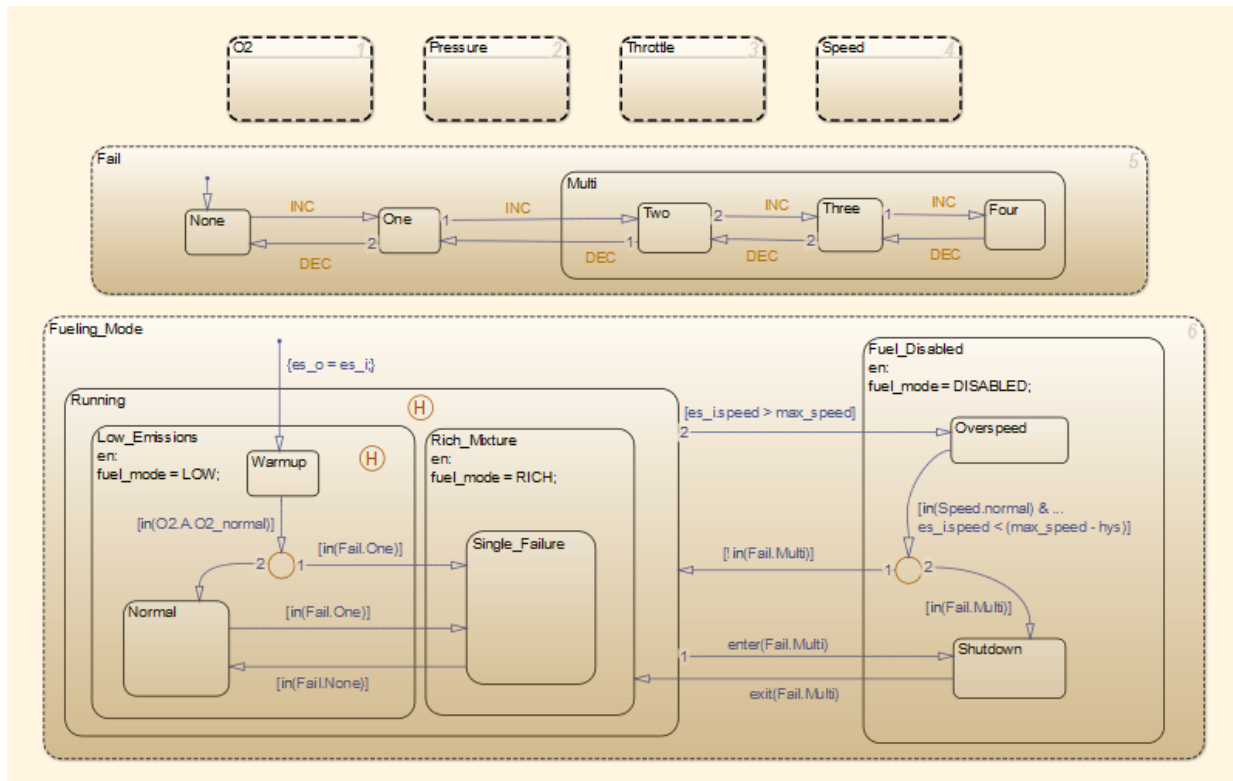 O2 1
Pressure 2
Throttle 3
Speed 4
Fail 5
Multi
None
INC
DEC
One
1
2
INC
DEC
Two
2
1
INC
DEC
Three
1
2
INC
DEC
Four
Fueling_Mode 6
{es_o = es_i;}
Running
H
Low_Emissions
en:
fuel_mode = LOW;
H
Warmup
[in(O2.A.O2_normal)]
2
1
[in(Fail.One)]
Normal
[in(Fail.One)]
[in(Fail.None)]
Rich_Mixture
en:
fuel_mode = RICH;
Single_Failure
[es_i.speed > max_speed]
2
[! in(Fail.Multi)]
1
enter(Fail.Multi)
exit(Fail.Multi)
Fuel_Disabled
en:
fuel_mode = DISABLED;
Overspeed
[in(Speed.normal) & ...
es_i.speed < (max_speed - hys)]
1
2
[in(Fail.Multi)]
Shutdown